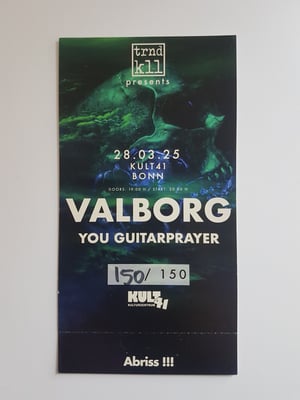 trnd
kll
presents
28.03.25
KULT41
BONN
DOORS: 19:00 H / START: 20:00 H
VALBORG
YOU GUITARPRAYER
150/ 150
KULT41
KULTURZENTRUM
Abriss !!!